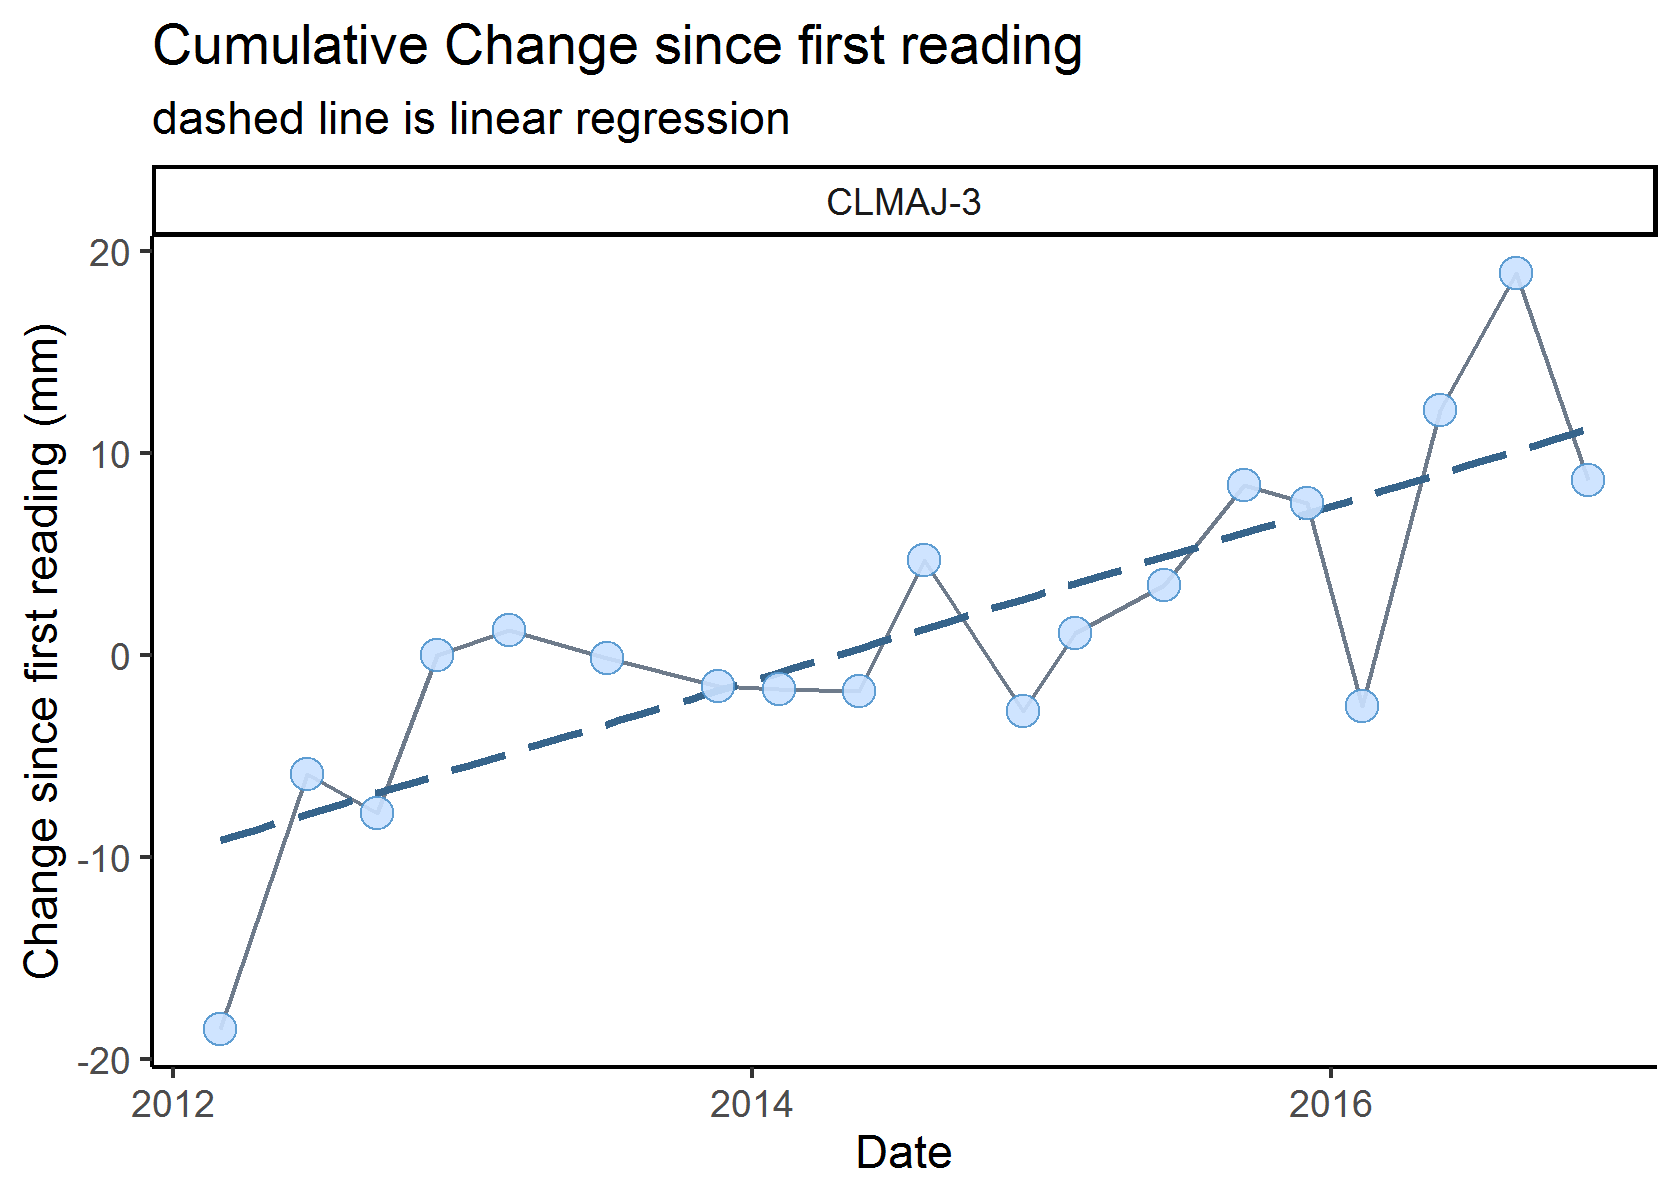 Cumulative Change since first reading
dashed line is linear regression
CLMAJ-3
Change since first reading (mm)
20
10
0
-10
-20
2012
2014
2016
Date